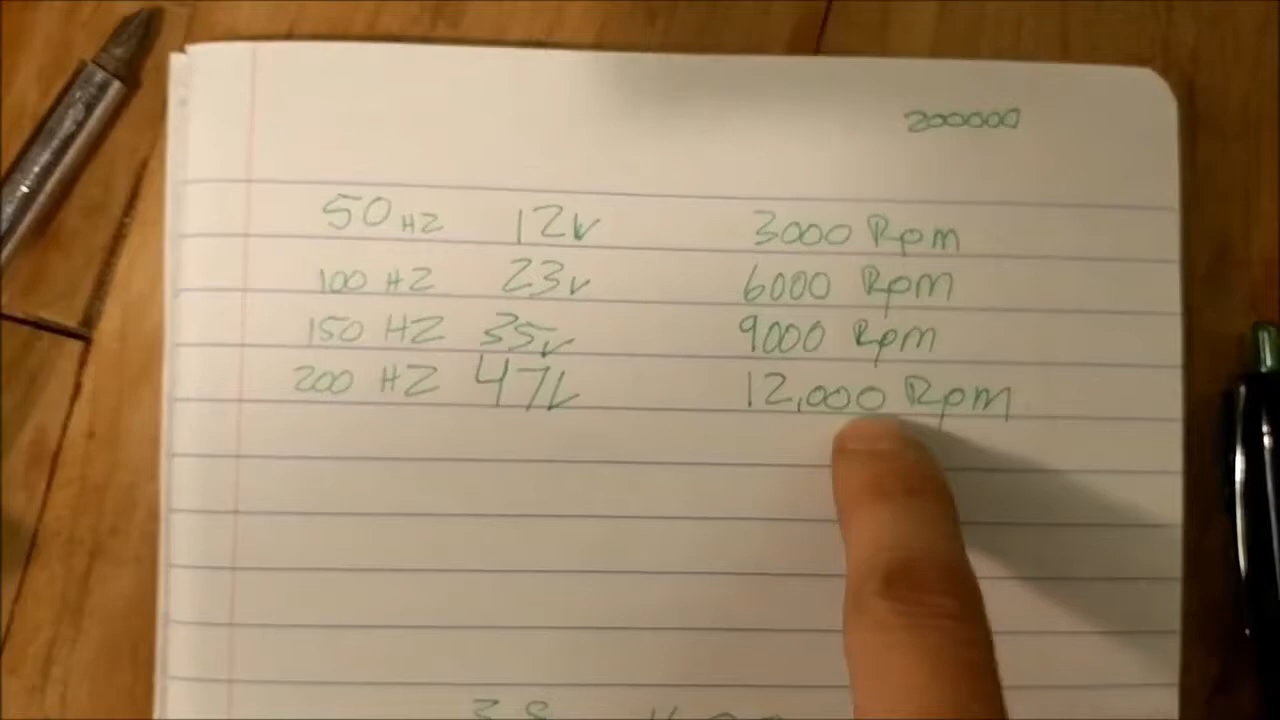 200000
50 HZ 12v 3000 Rpm
100 HZ 23v 6000 Rpm
150 HZ 35v 9000 Rpm
200 HZ 47v 12,000 Rpm